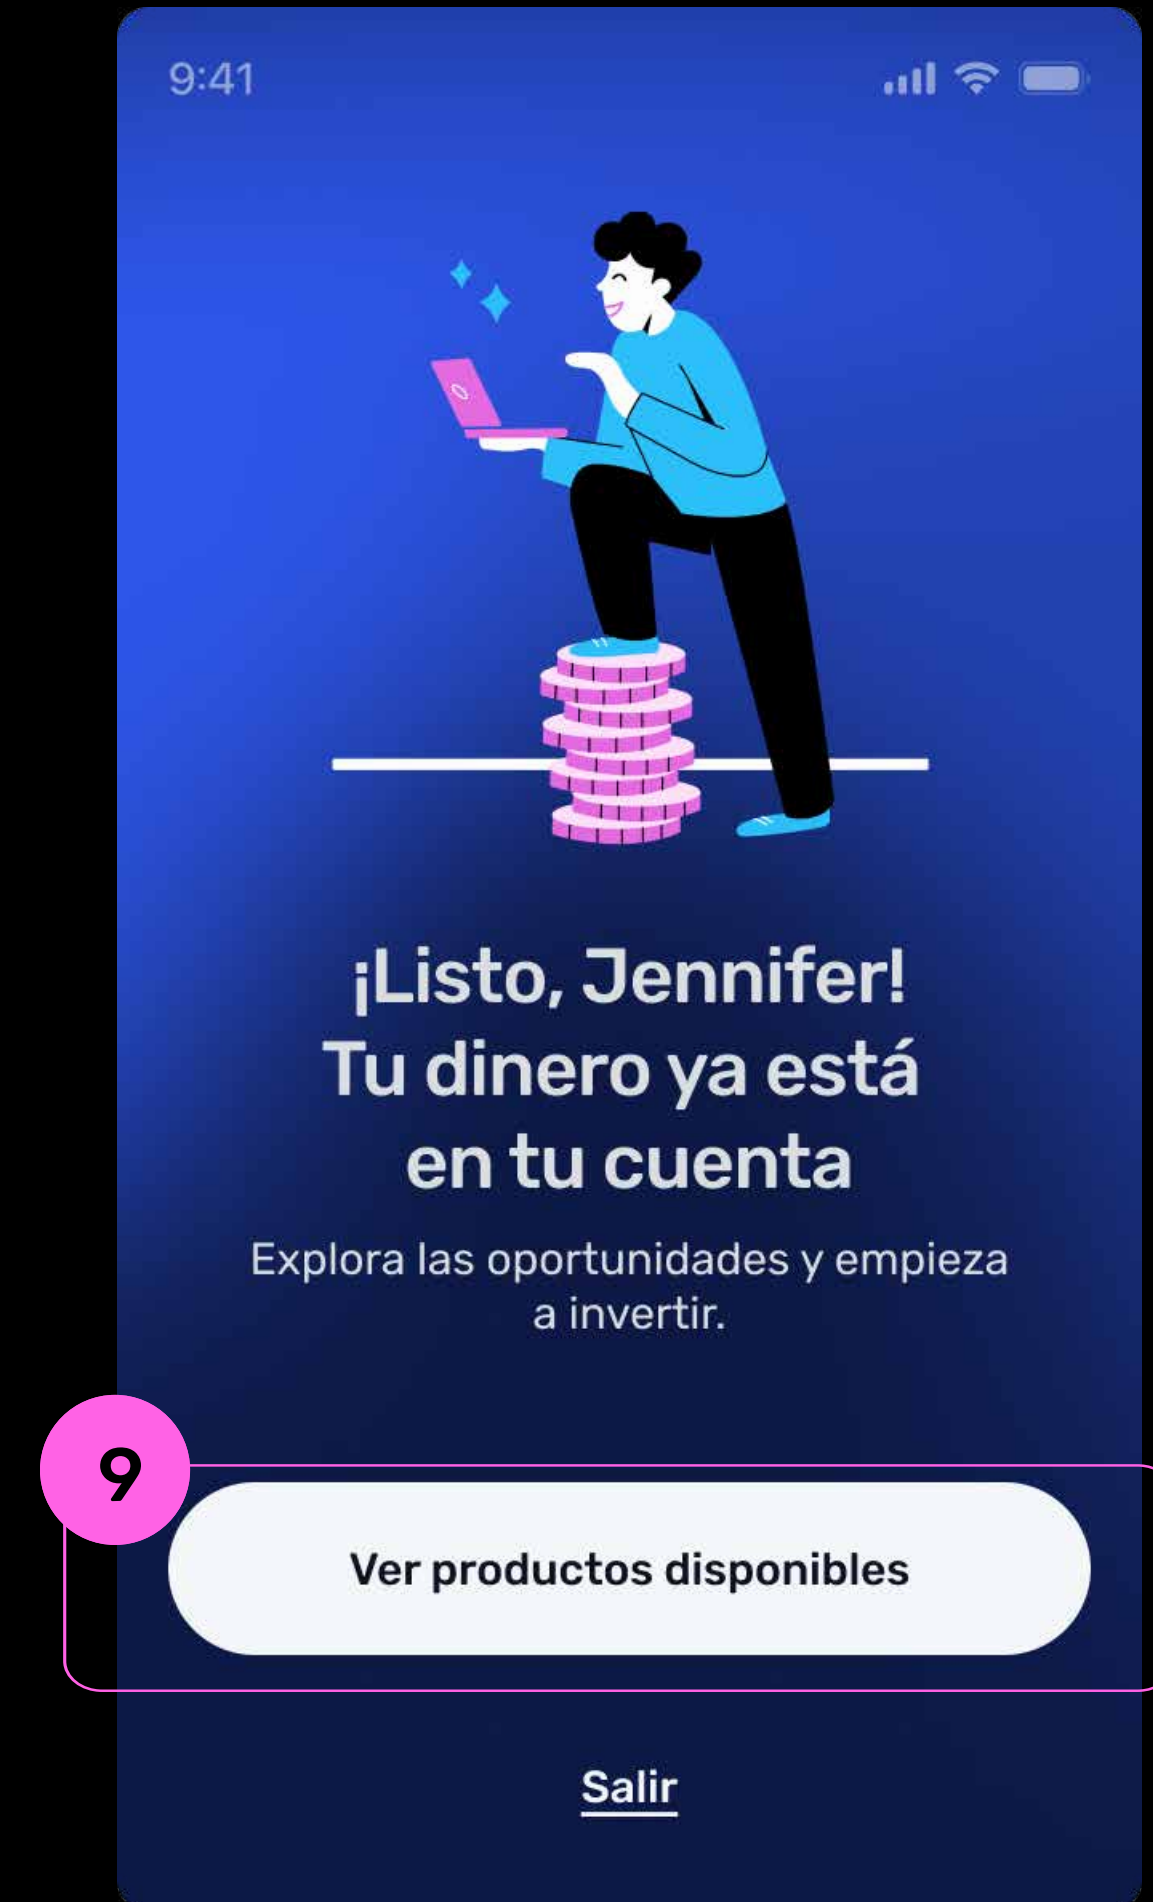 9:41
¡Listo, Jennifer!
Tu dinero ya está
en tu cuenta
Explora las oportunidades y empieza
a invertir.
9
Ver productos disponibles
Salir